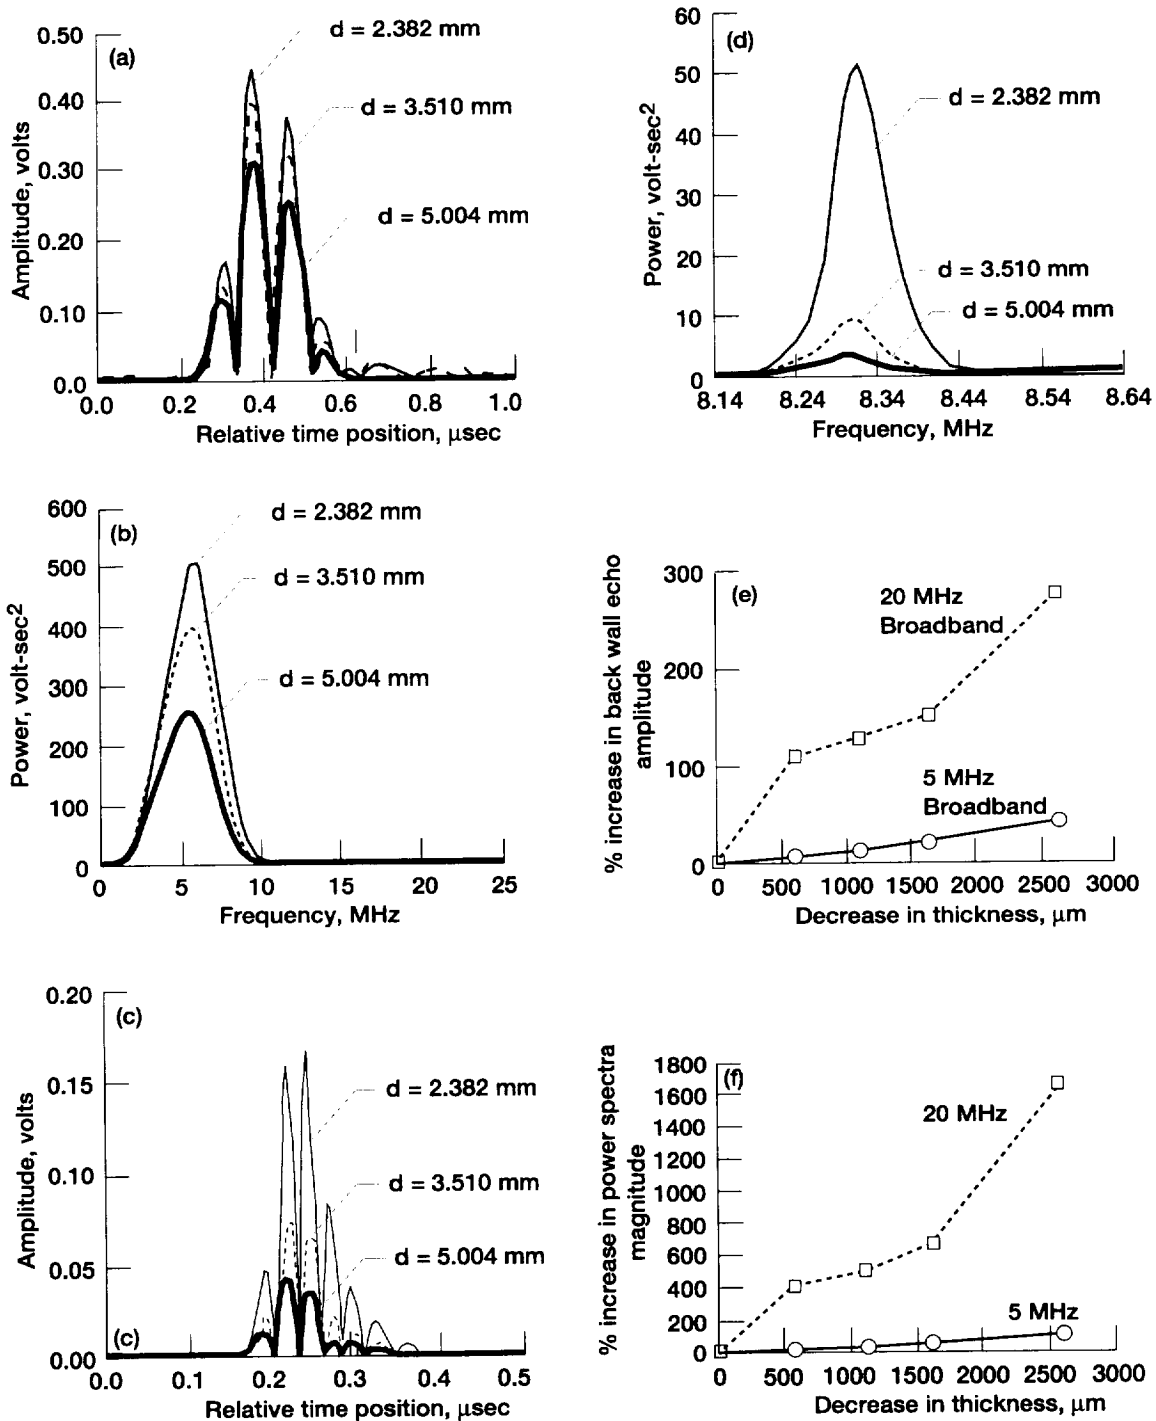 (a)
0.50
0.40
0.30
0.20
0.10
0.0
Amplitude, volts
d = 2.382 mm
d = 3.510 mm
d = 5.004 mm
0.0 0.2 0.4 0.6 0.8 1.0
Relative time position, μsec
(d)
60
50
40
30
20
10
0
Power, volt-sec²
d = 2.382 mm
d = 3.510 mm
d = 5.004 mm
8.14 8.24 8.34 8.44 8.54 8.64
Frequency, MHz
(b)
600
500
400
300
200
100
0
Power, volt-sec²
d = 2.382 mm
d = 3.510 mm
d = 5.004 mm
0 5 10 15 20 25
Frequency, MHz
(e)
300
200
100
0
% increase in back wall echo
amplitude
20 MHz
Broadband
5 MHz
Broadband
0 500 1000 1500 2000 2500 3000
Decrease in thickness, μm
(c)
0.20
0.15
0.10
0.05
0.00
Amplitude, volts
d = 2.382 mm
d = 3.510 mm
d = 5.004 mm
(c)
0.0 0.1 0.2 0.3 0.4 0.5
Relative time position, μsec
(f)
1800
1600
1400
1200
1000
800
600
400
200
0
% increase in power spectra
magnitude
20 MHz
5 MHz
0 500 1000 1500 2000 2500 3000
Decrease in thickness, μm